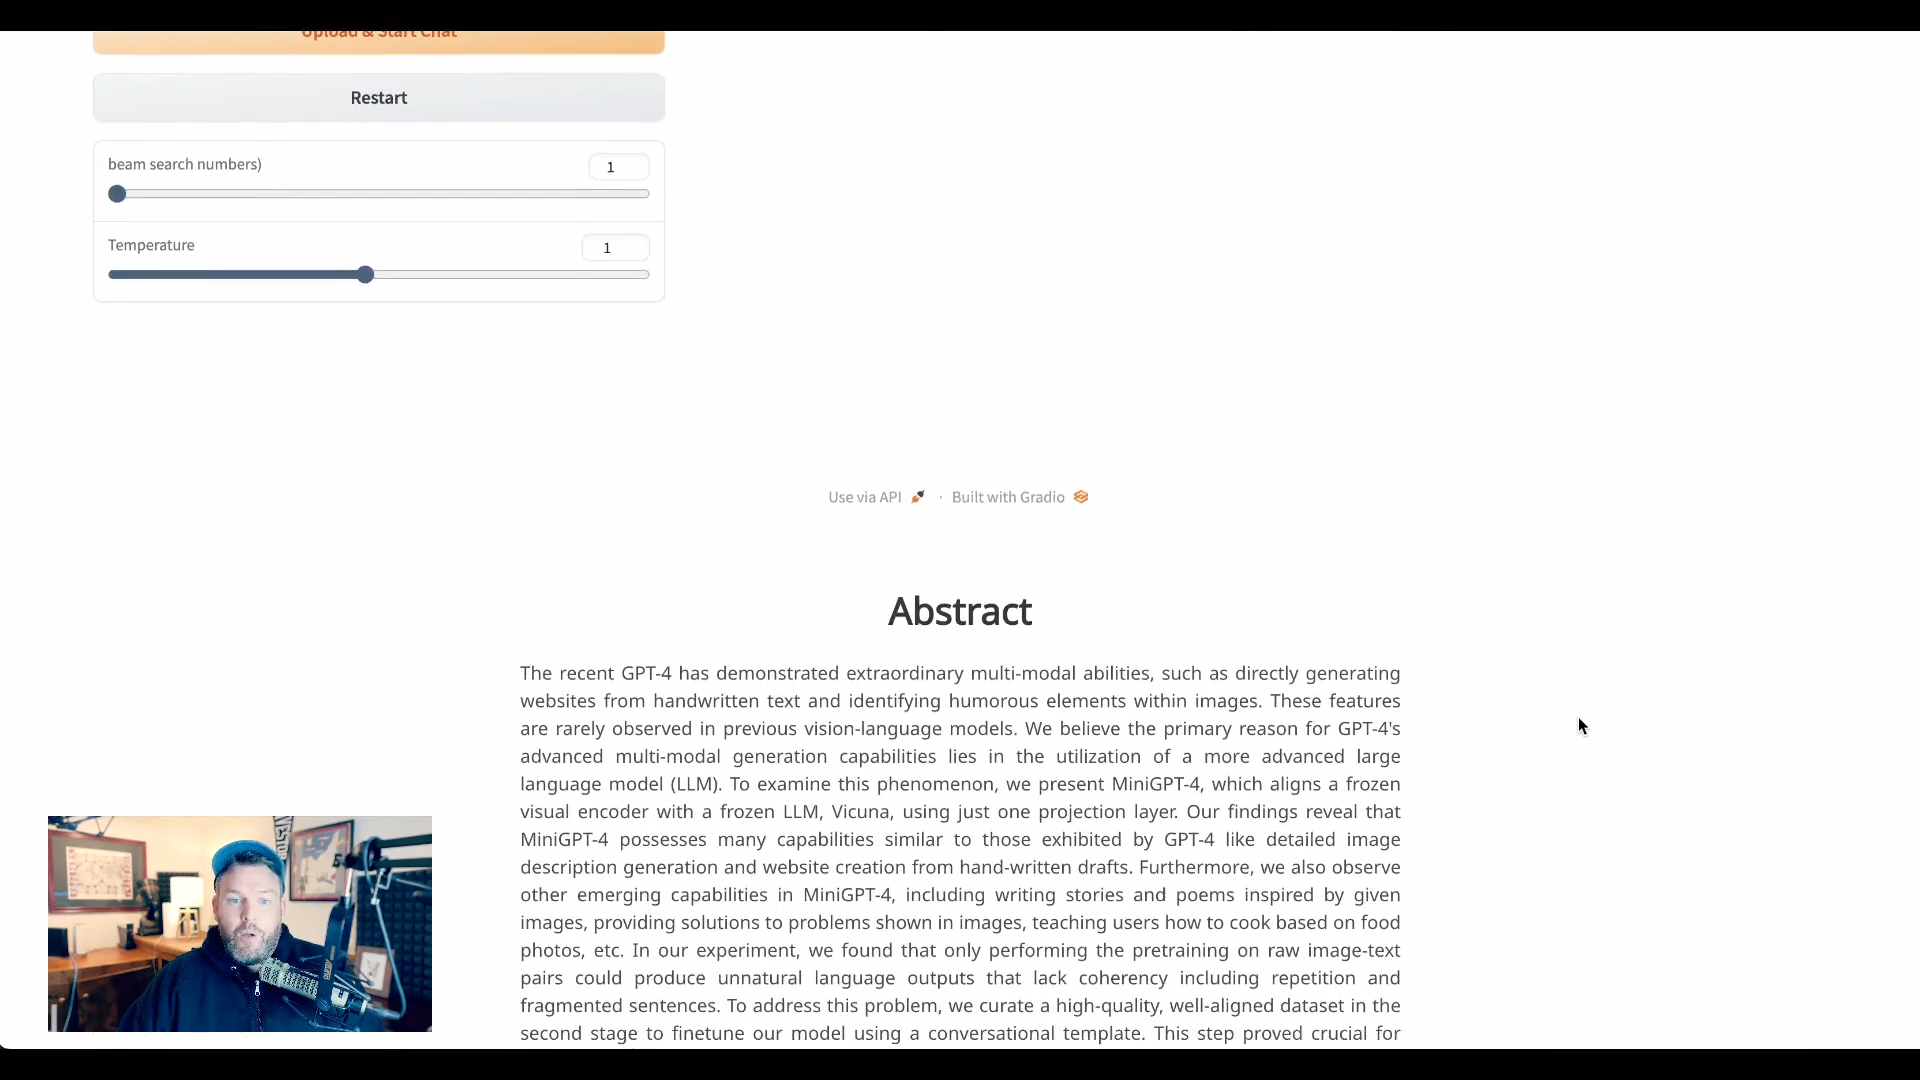 Upload & Start Chat
Restart
beam search numbers)
1
Temperature
1
Use via API · Built with Gradio
Abstract
The recent GPT-4 has demonstrated extraordinary multi-modal abilities, such as directly generating
websites from handwritten text and identifying humorous elements within images. These features
are rarely observed in previous vision-language models. We believe the primary reason for GPT-4's
advanced multi-modal generation capabilities lies in the utilization of a more advanced large
language model (LLM). To examine this phenomenon, we present MiniGPT-4, which aligns a frozen
visual encoder with a frozen LLM, Vicuna, using just one projection layer. Our findings reveal that
MiniGPT-4 possesses many capabilities similar to those exhibited by GPT-4 like detailed image
description generation and website creation from hand-written drafts. Furthermore, we also observe
other emerging capabilities in MiniGPT-4, including writing stories and poems inspired by given
images, providing solutions to problems shown in images, teaching users how to cook based on food
photos, etc. In our experiment, we found that only performing the pretraining on raw image-text
pairs could produce unnatural language outputs that lack coherency including repetition and
fragmented sentences. To address this problem, we curate a high-quality, well-aligned dataset in the
second stage to finetune our model using a conversational template. This step proved crucial for